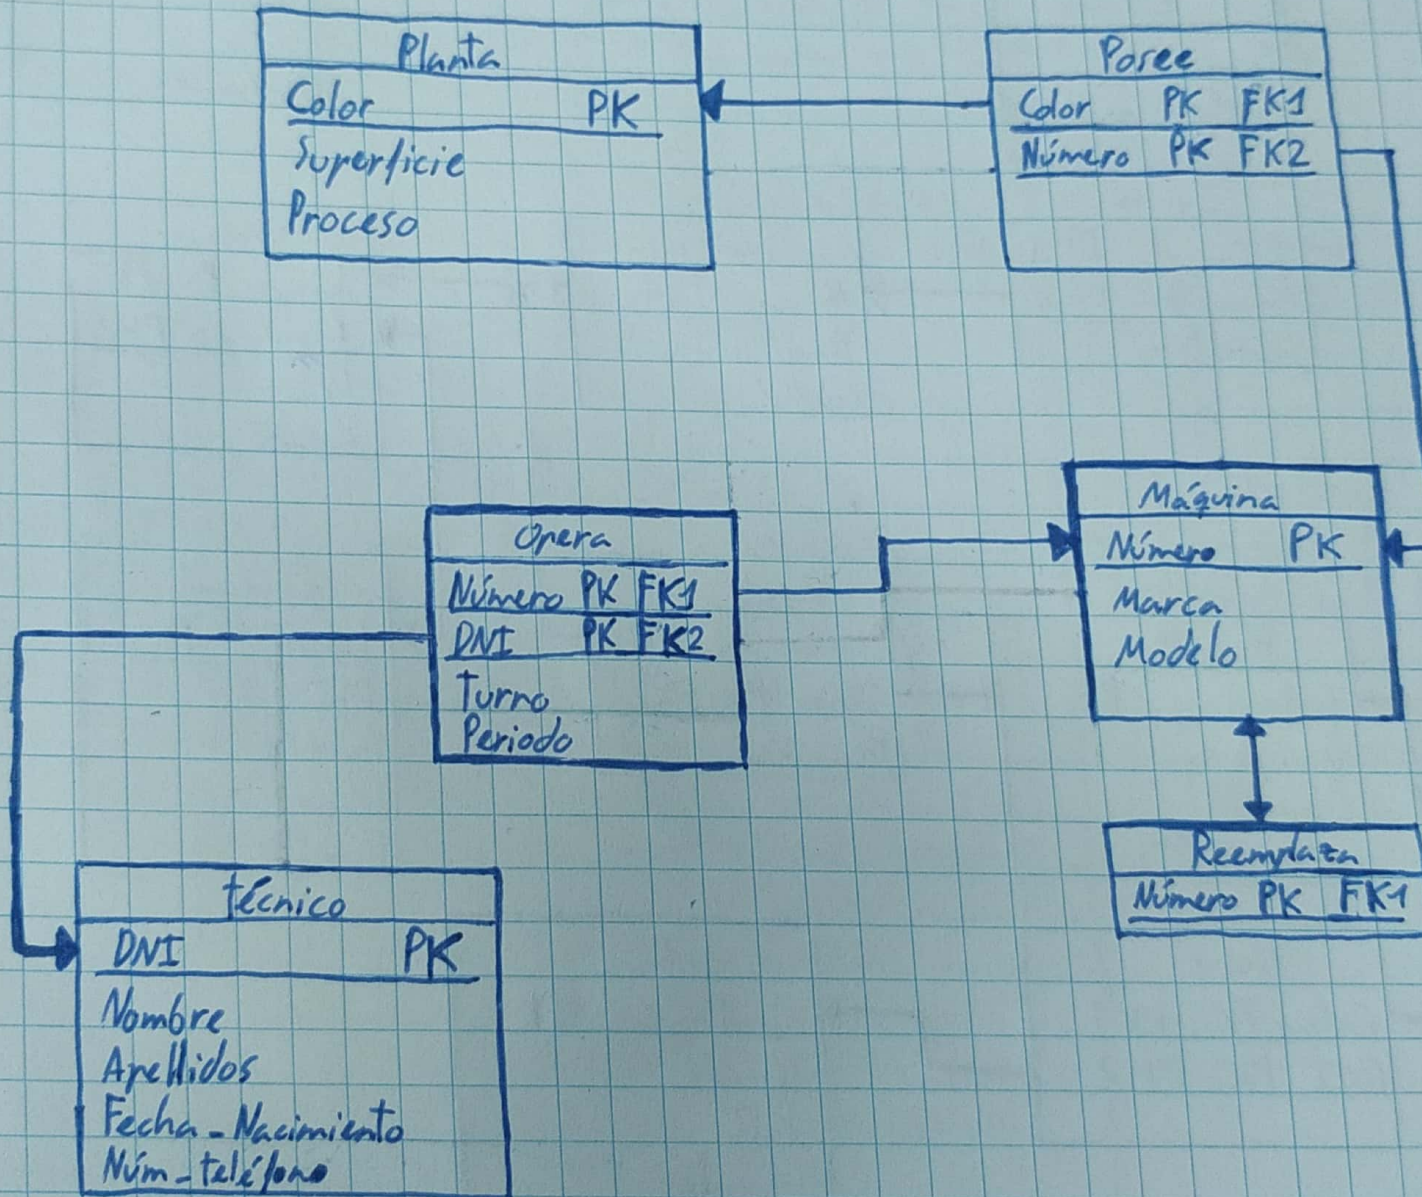 Planta
Color PK
Superficie
Proceso
Posee
Color PK FK1
Número PK FK2
Opera
Número PK FK1
DNI PK FK2
Turno
Periodo
Máquina
Número PK
Marca
Modelo
Reemplaza
Número PK FK1
técnico
DNI PK
Nombre
Apellidos
Fecha_Nacimiento
Núm_teléfono